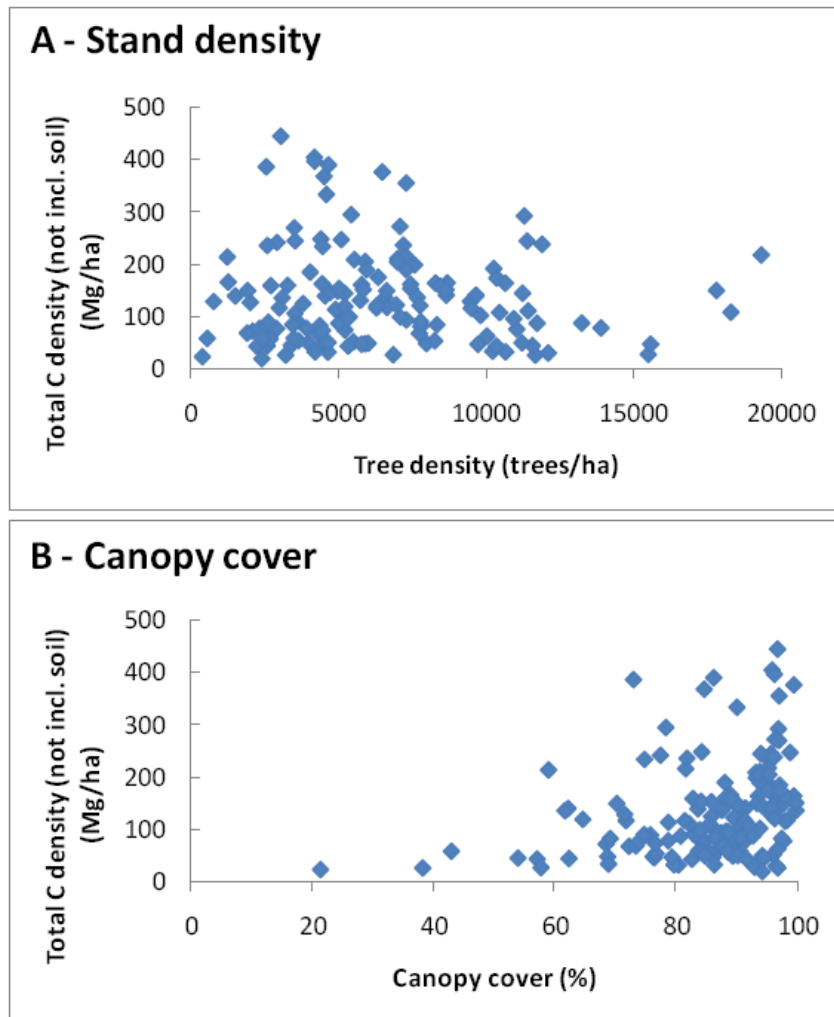 A - Stand density
Total C density (not incl. soil)
(Mg/ha)
500
400
300
200
100
0
0 5000 10000 15000 20000
Tree density (trees/ha)
B - Canopy cover
Total C density (not incl. soil)
(Mg/ha)
500
400
300
200
100
0
0 20 40 60 80 100
Canopy cover (%)